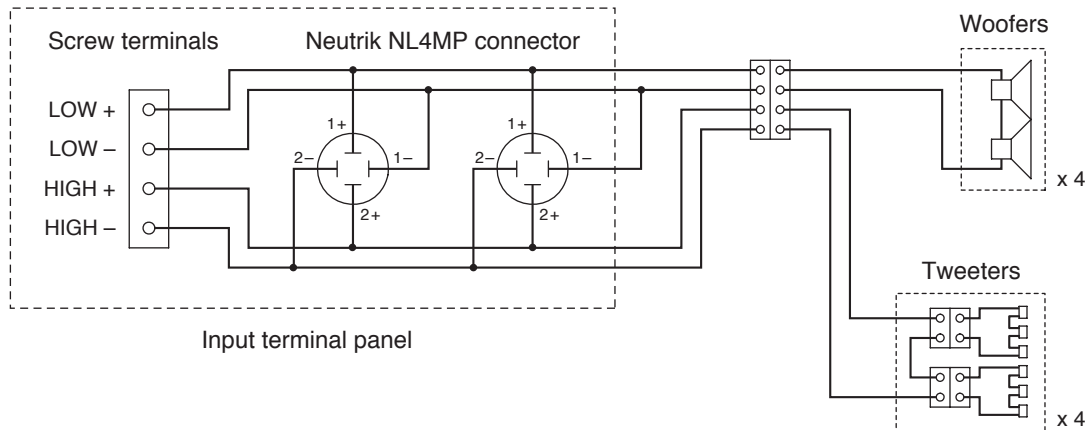 Screw terminals
Neutrik NL4MP connector
Woofers
LOW +
LOW –
HIGH +
HIGH –
1+
2–
1–
2+
1+
2–
1–
2+
x 4
Tweeters
x 4
Input terminal panel